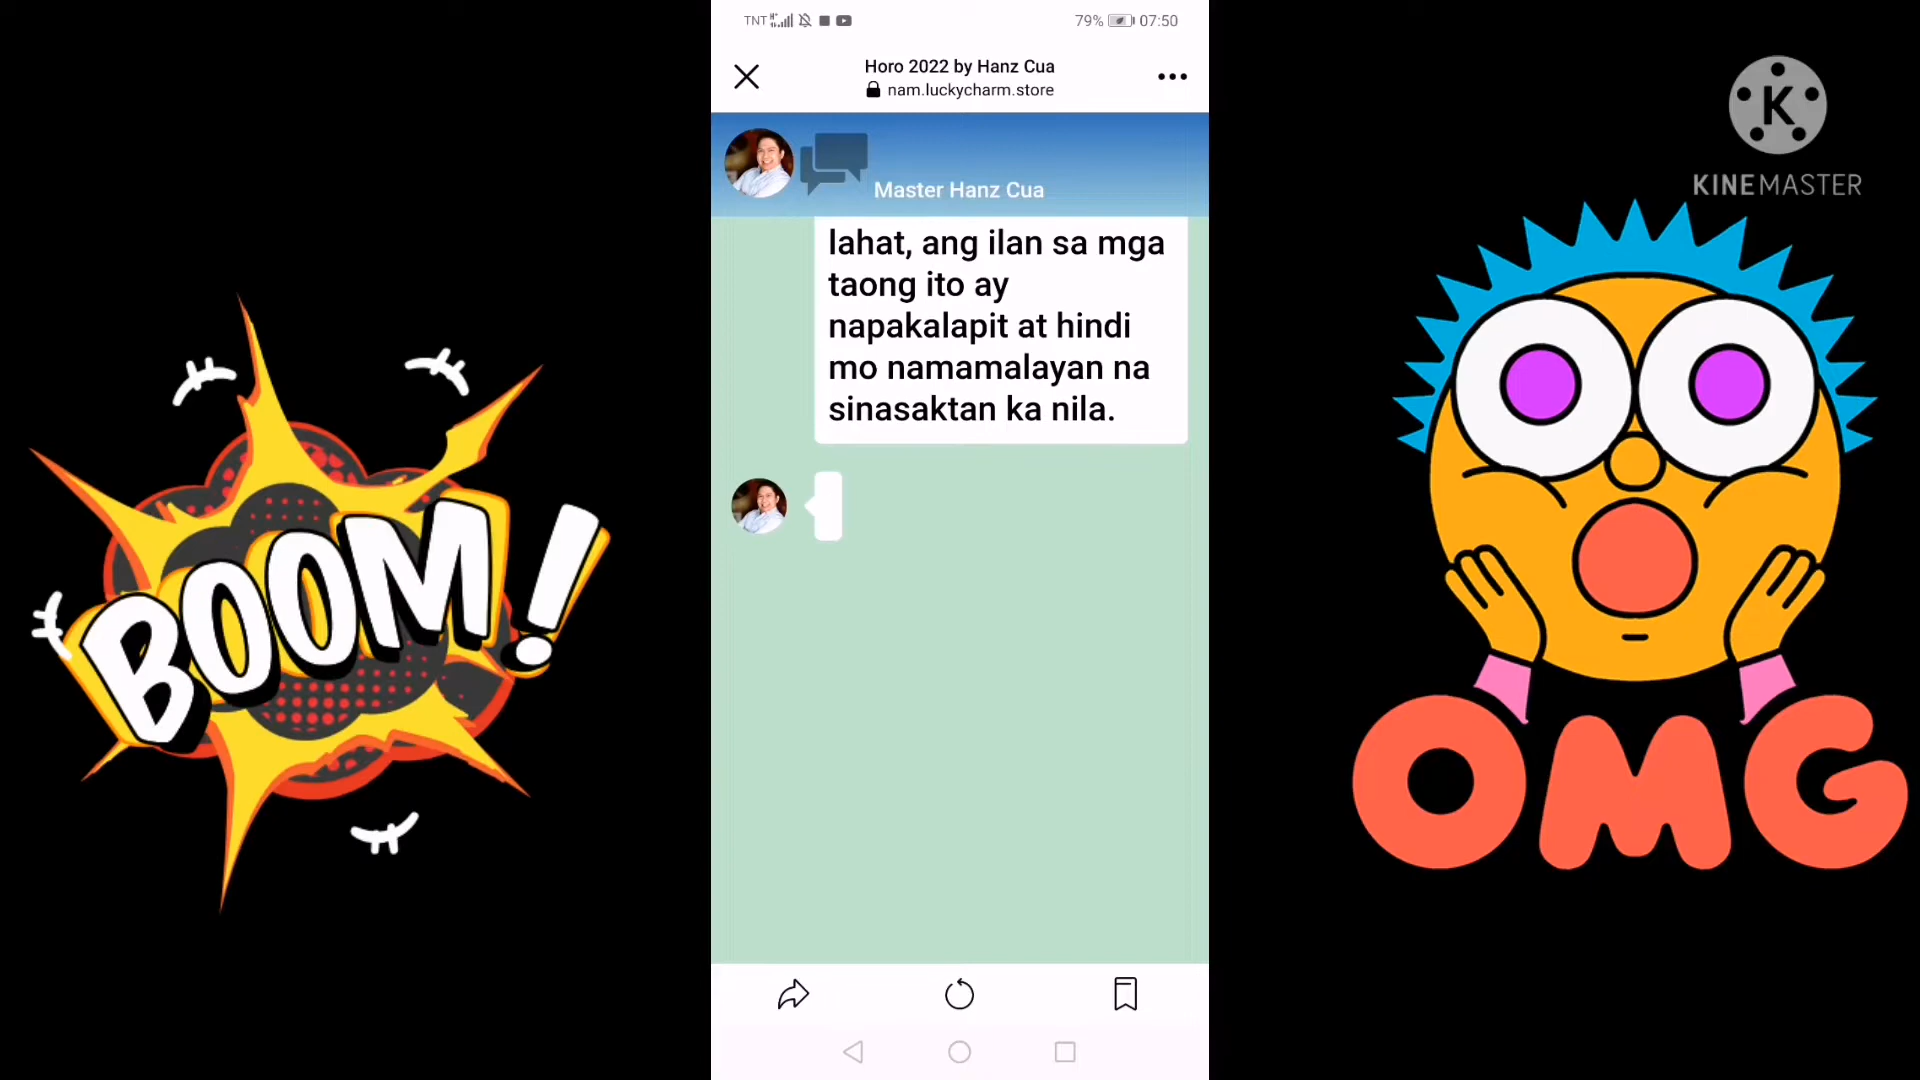 TNT
79% 07:50
Horo 2022 by Hanz Cua
nam.luckycharm.store
Master Hanz Cua
lahat, ang ilan sa mga
taong ito ay
napakalapit at hindi
mo namamalayan na
sinasaktan ka nila.
BOOM!
K
KINEMASTER
OMG